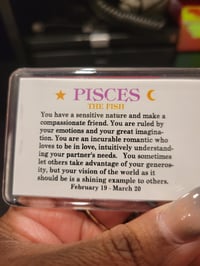 PISCES
THE FISH
You have a sensitive nature and make a
compassionate friend. You are ruled by
your emotions and your great imagina-
tion. You are an incurable romantic who
loves to be in love, intuitively understand-
ing your partner's needs. You sometimes
let others take advantage of your generos-
ity, but your vision of the world as it
should be is a shining example to others.
February 19 - March 20